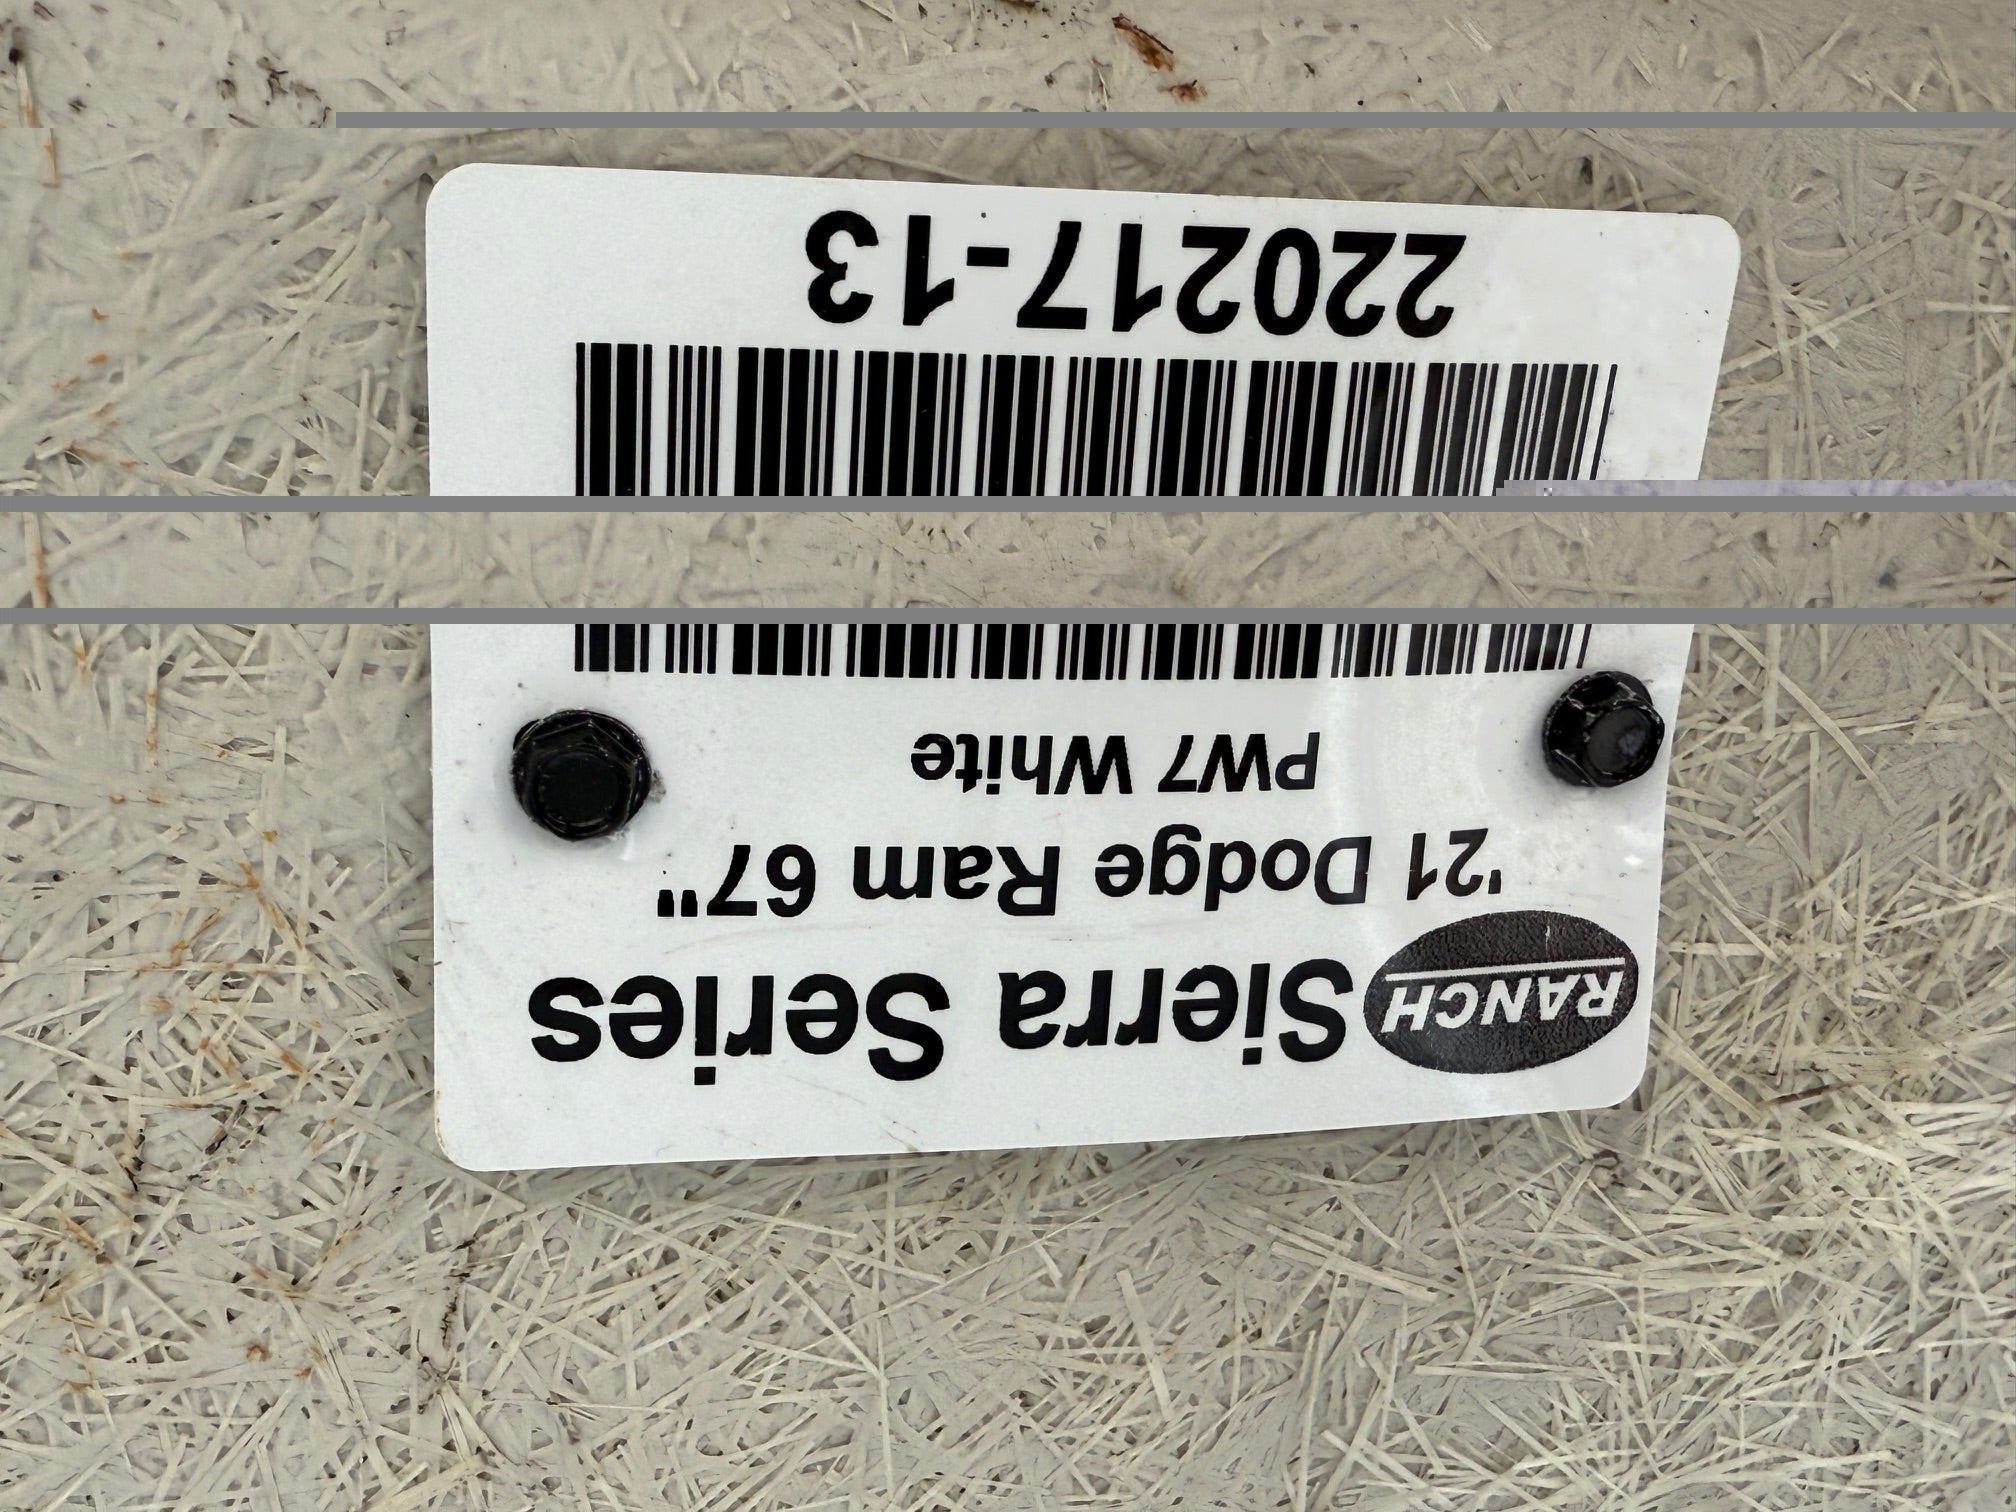 RANCH Sierra Series
'21 Dodge Ram 67"
PW7 White
220217-13